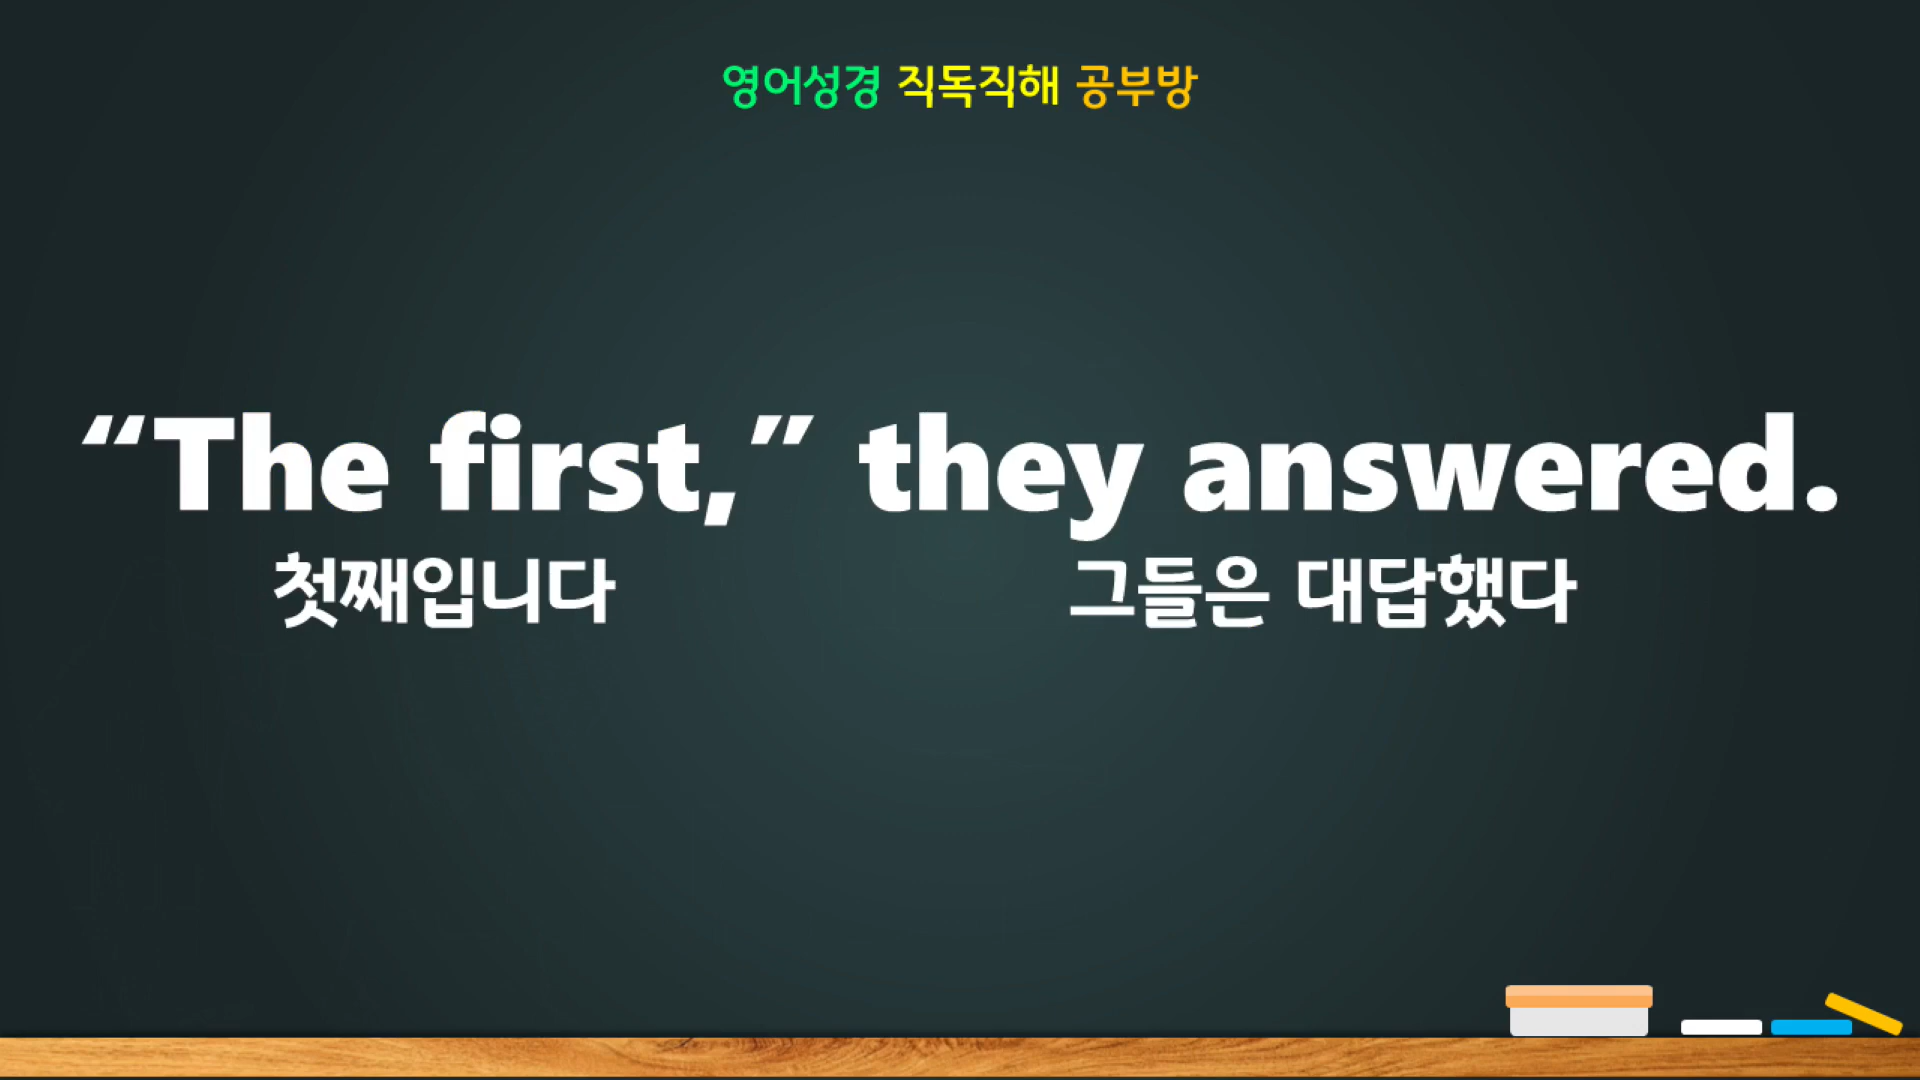 영어성경 직독직해 공부방
“The first,” they answered.
첫째입니다 그들은 대답했다